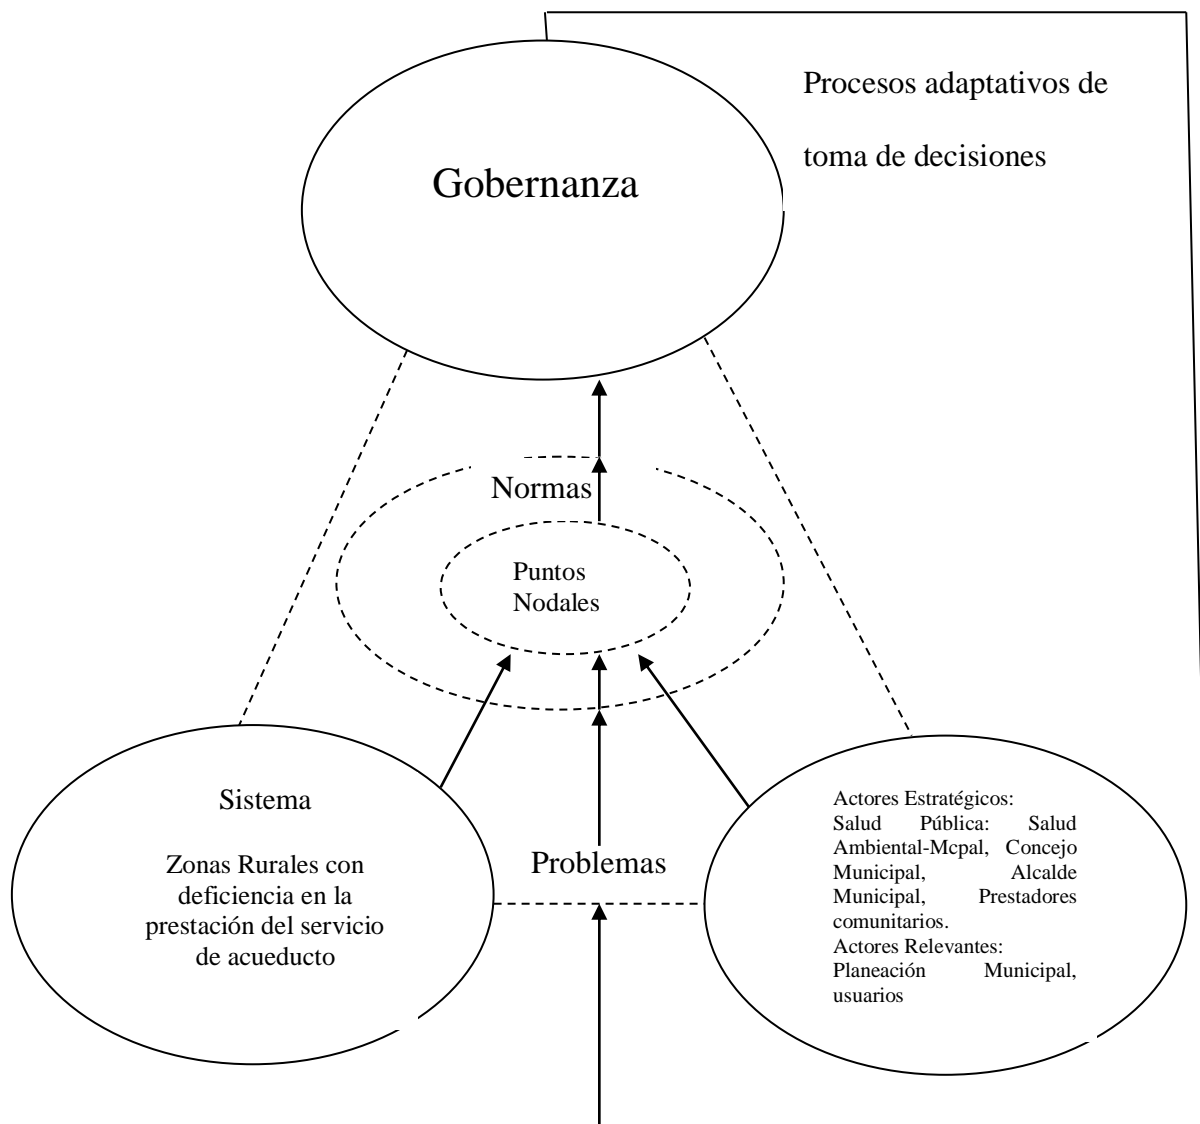 Procesos adaptativos de
toma de decisiones
Gobernanza
Normas
Puntos
Nodales
Sistema
Zonas Rurales con
deficiencia en la
prestación del servicio
de acueducto
Problemas
Actores Estratégicos:
Salud Pública: Salud
Ambiental-Mcpal, Concejo
Municipal, Alcalde
Municipal, Prestadores
comunitarios.
Actores Relevantes:
Planeación Municipal,
usuarios